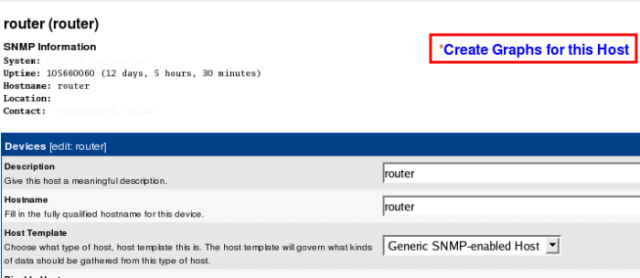 router (router)
SNMP Information
*Create Graphs for this Host
System:
Uptime: 105660060 (12 days, 5 hours, 30 minutes)
Hostname: router
Location:
Contact:
Devices [edit: router]
Description
Give this host a meaningful description.
router
Hostname
Fill in the fully qualified hostname for this device.
router
Host Template
Choose what type of host, host template this is. The host template will govern what kinds
of data should be gathered from this type of host.
Generic SNMP-enabled Host